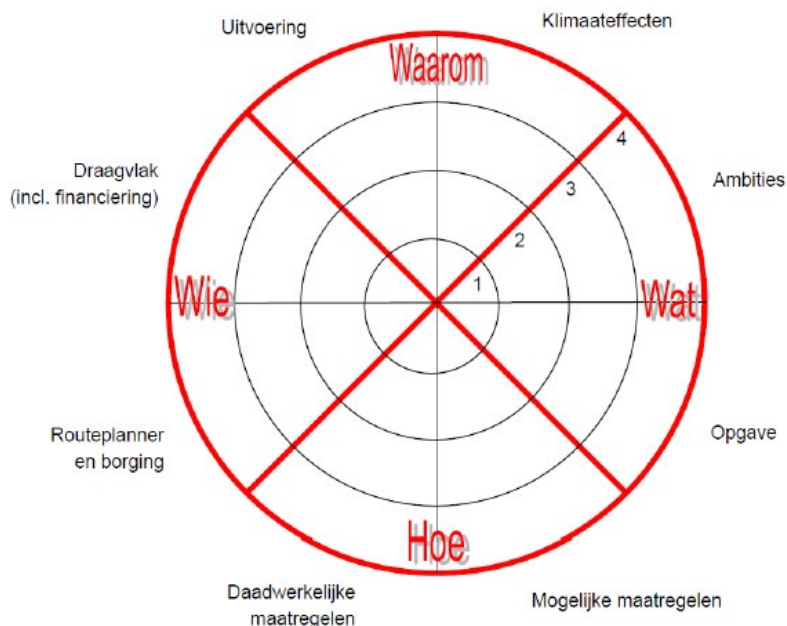 Uitvoering
Klimaateffecten
Waarom
4
Draagvlak
(incl. financiering)
3
Ambities
2
1
Wie
Wat
Routeplanner
en borging
Opgave
Hoe
Daadwerkelijke
maatregelen
Mogelijke maatregelen